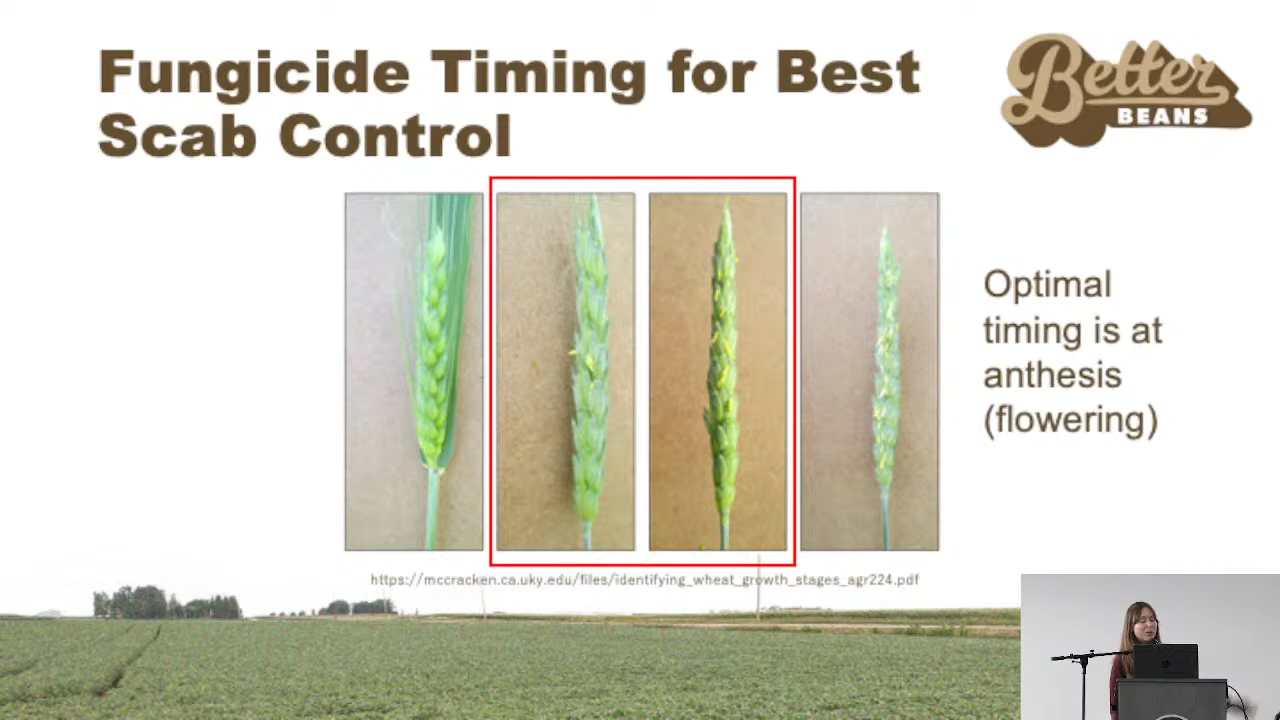 Fungicide Timing for Best
Scab Control
Better
BEANS
Optimal
timing is at
anthesis
(flowering)
https://mccracken.ca.uky.edu/files/identifying_wheat_growth_stages_agr224.pdf